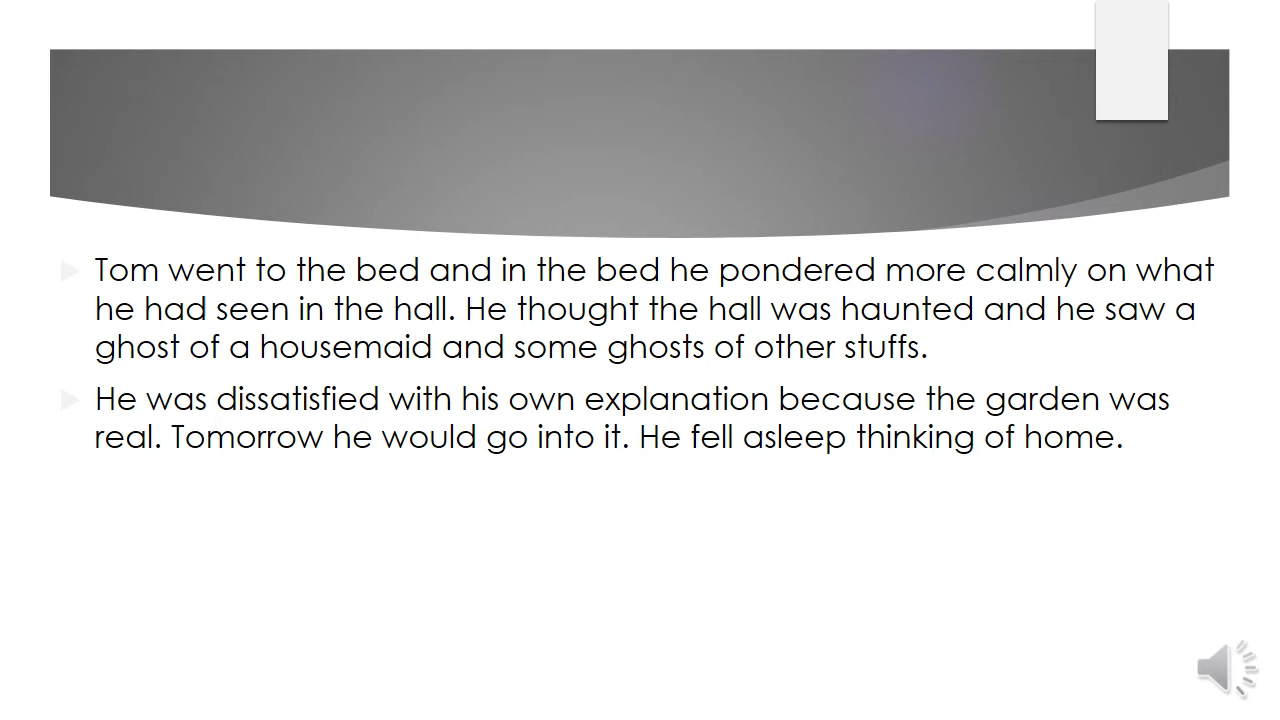 Tom went to the bed and in the bed he pondered more calmly on what
he had seen in the hall. He thought the hall was haunted and he saw a
ghost of a housemaid and some ghosts of other stuffs.
He was dissatisfied with his own explanation because the garden was
real. Tomorrow he would go into it. He fell asleep thinking of home.